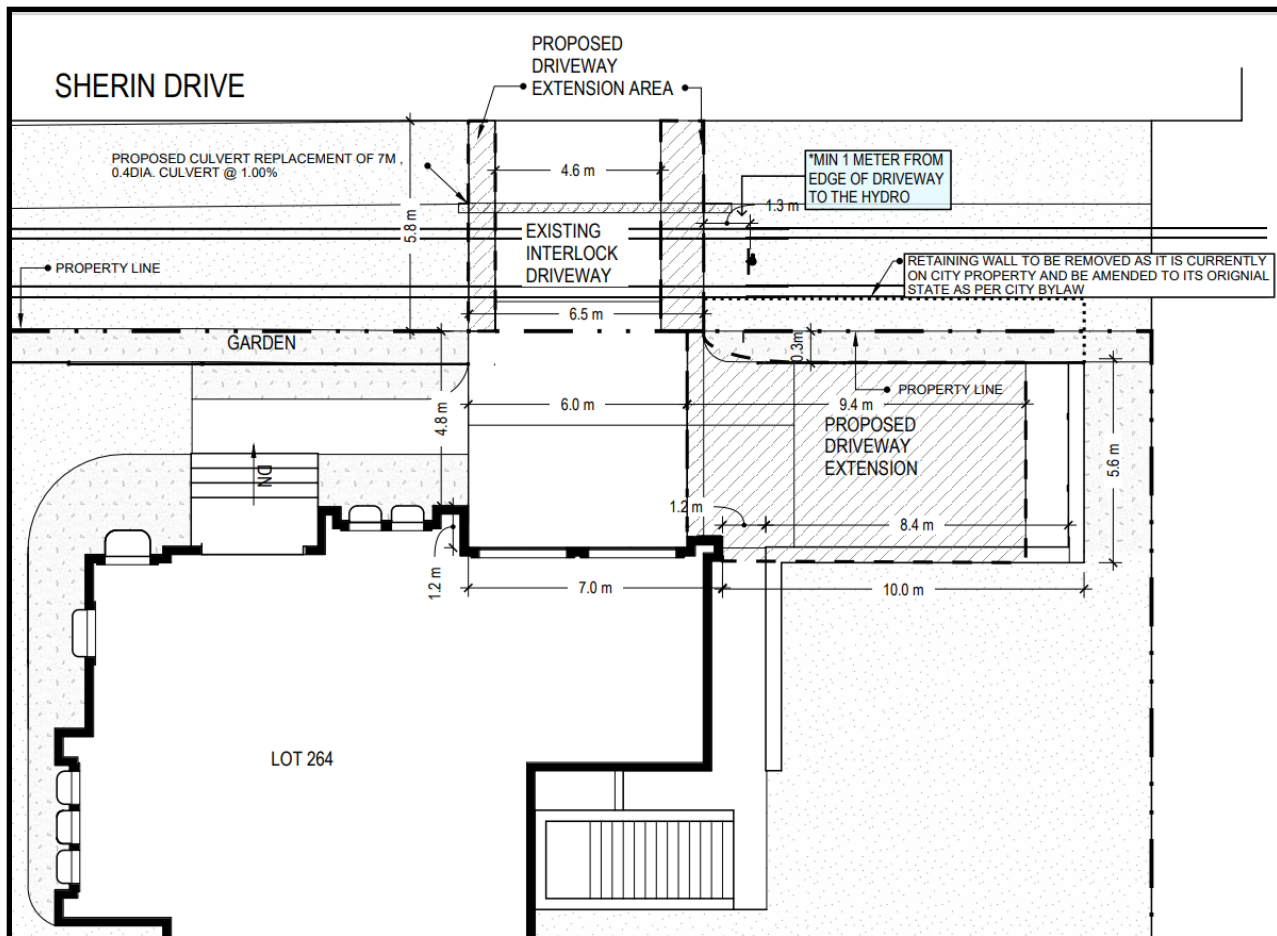 PROPOSED
DRIVEWAY
EXTENSION AREA
SHERIN DRIVE
PROPOSED CULVERT REPLACEMENT OF 7M ,
0.4DIA. CULVERT @ 1.00%
4.6 m
*MIN 1 METER FROM
EDGE OF DRIVEWAY
TO THE HYDRO
1.3 m
5.8 m
EXISTING
INTERLOCK
DRIVEWAY
PROPERTY LINE
RETAINING WALL TO BE REMOVED AS IT IS CURRENTLY
ON CITY PROPERTY AND BE AMENDED TO ITS ORIGNIAL
STATE AS PER CITY BYLAW
6.5 m
GARDEN
0.3m
PROPERTY LINE
4.8 m
6.0 m
9.4 m
PROPOSED
DRIVEWAY
EXTENSION
5.6 m
DN
1.2 m
8.4 m
1.2 m
7.0 m
10.0 m
LOT 264